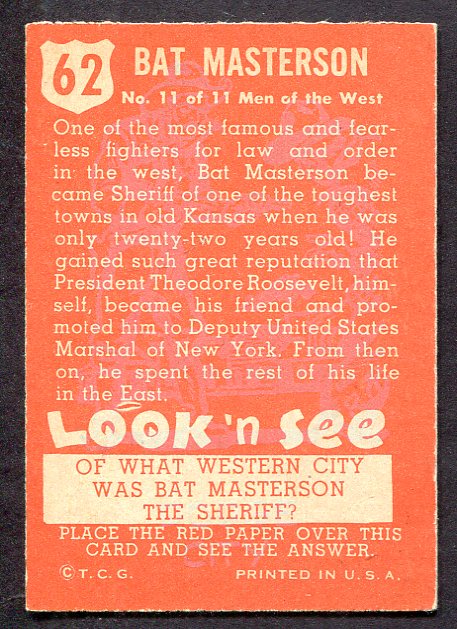 62
BAT MASTERSON
No. 11 of 11 Men of the West
One of the most famous and fear-
less fighters for law and order
in the west, Bat Masterson be-
came Sheriff of one of the toughest
towns in old Kansas when he was
only twenty-two years old! He
gained such great reputation that
President Theodore Roosevelt, him-
self, became his friend and pro-
moted him to Deputy United States
Marshal of New York. From then
on, he spent the rest of his life
in the East.
LOOK 'n SEE
OF WHAT WESTERN CITY
WAS BAT MASTERSON
THE SHERIFF?
PLACE THE RED PAPER OVER THIS
CARD AND SEE THE ANSWER.
© T. C. G. PRINTED IN U. S. A.